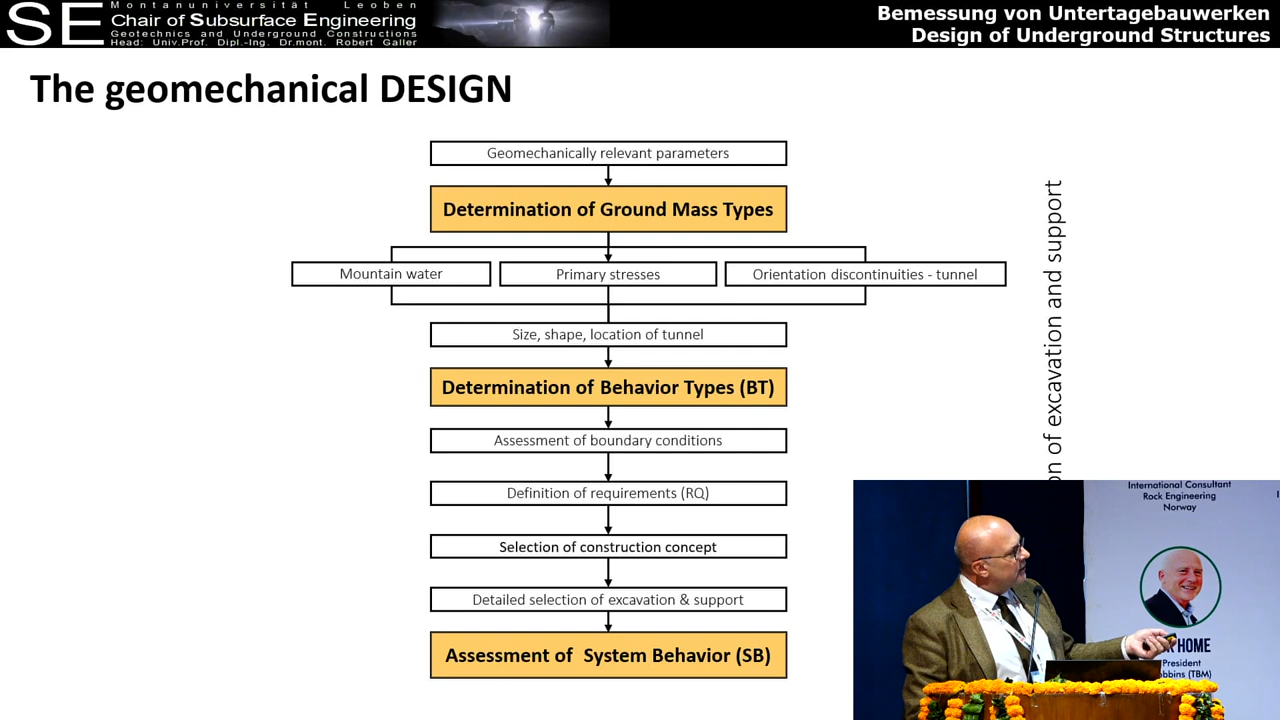 SE
Montanuniversität Leoben
Chair of Subsurface Engineering
Geotechnics and Underground Constructions
Head: Univ.Prof. Dipl.-Ing. Dr.mont. Robert Galler
Bemessung von Untertagebauwerken
Design of Underground Structures
The geomechanical DESIGN
Geomechanically relevant parameters
Determination of Ground Mass Types
Mountain water
Primary stresses
Orientation discontinuities - tunnel
Size, shape, location of tunnel
Determination of Behavior Types (BT)
Assessment of boundary conditions
Definition of requirements (RQ)
Selection of construction concept
Detailed selection of excavation & support
Assessment of System Behavior (SB)
of excavation and support
International Consultant
Rock Engineering
Norway
HOME
President
(TBM)